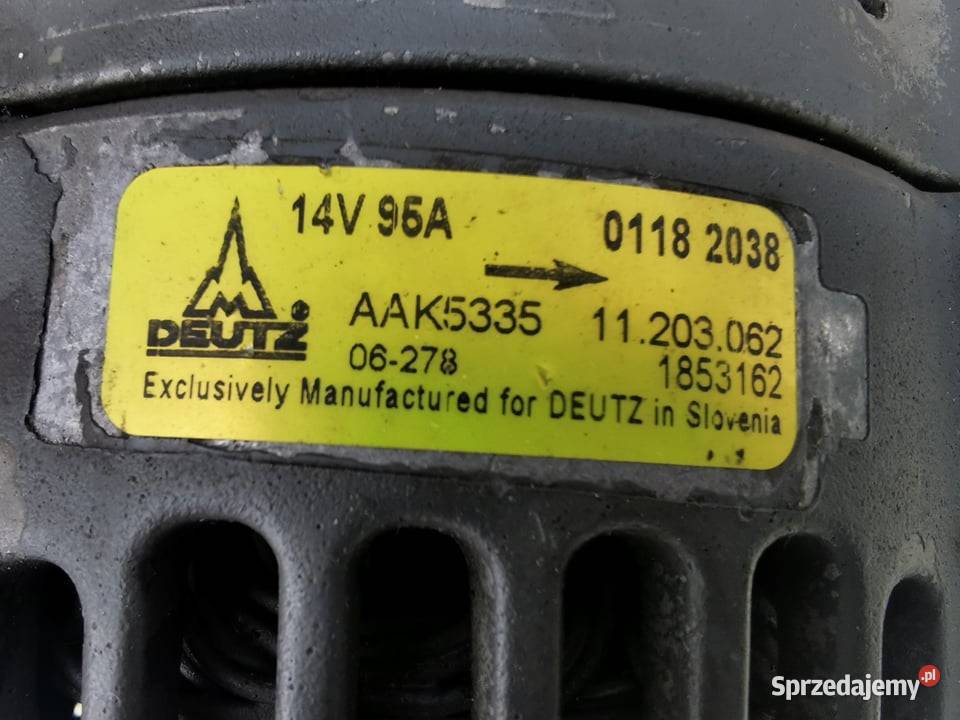 14V 95A 0118 2038
DEUTZ AAK5335 11.203.062
06-278 1853162
Exclusively Manufactured for DEUTZ in Slovenia
Sprzedajemy.pl